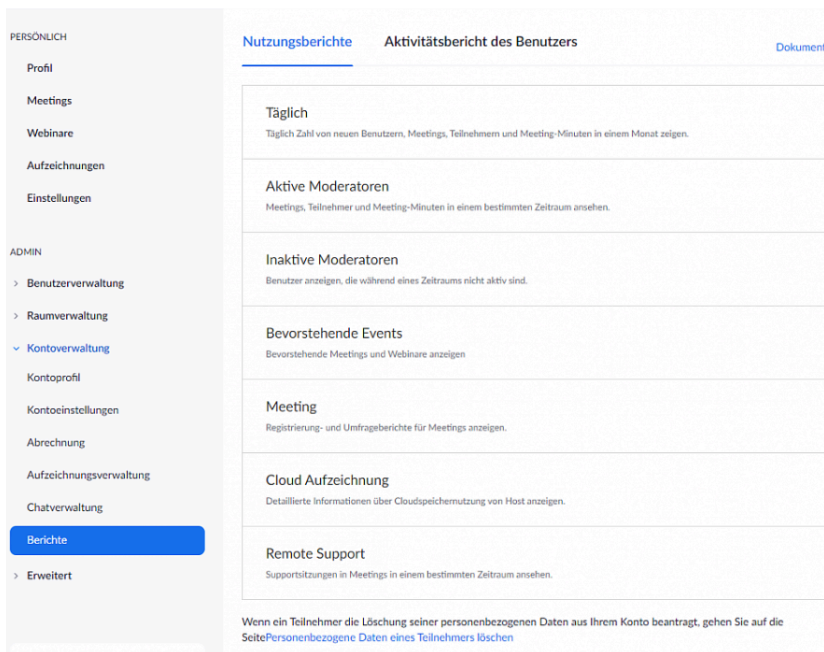 PERSÖNLICH
Profil
Meetings
Webinare
Aufzeichnungen
Einstellungen
ADMIN
Benutzerverwaltung
Raumverwaltung
Kontoverwaltung
Kontoprofil
Kontoeinstellungen
Abrechnung
Aufzeichnungsverwaltung
Chatverwaltung
Berichte
Erweitert
Nutzungsberichte
Aktivitätsbericht des Benutzers
Dokument
Täglich
Täglich Zahl von neuen Benutzern, Meetings, Teilnehmern und Meeting-Minuten in einem Monat zeigen.
Aktive Moderatoren
Meetings, Teilnehmer und Meeting-Minuten in einem bestimmten Zeitraum ansehen.
Inaktive Moderatoren
Benutzer anzeigen, die während eines Zeitraums nicht aktiv sind.
Bevorstehende Events
Bevorstehende Meetings und Webinare anzeigen
Meeting
Registrierung- und Umfrageberichte für Meetings anzeigen.
Cloud Aufzeichnung
Detaillierte Informationen über Cloudspeichernutzung von Host anzeigen.
Remote Support
Supportsitzungen in Meetings in einem bestimmten Zeitraum ansehen.
Wenn ein Teilnehmer die Löschung seiner personenbezogenen Daten aus Ihrem Konto beantragt, gehen Sie auf die
SeitePersonenbezogene Daten eines Teilnehmers löschen